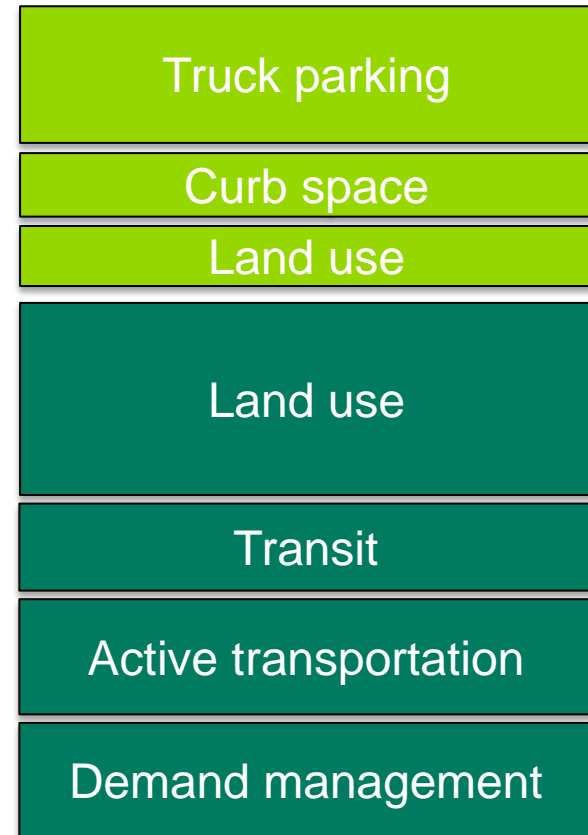 Truck parking
Curb space
Land use
Land use
Transit
Active transportation
Demand management